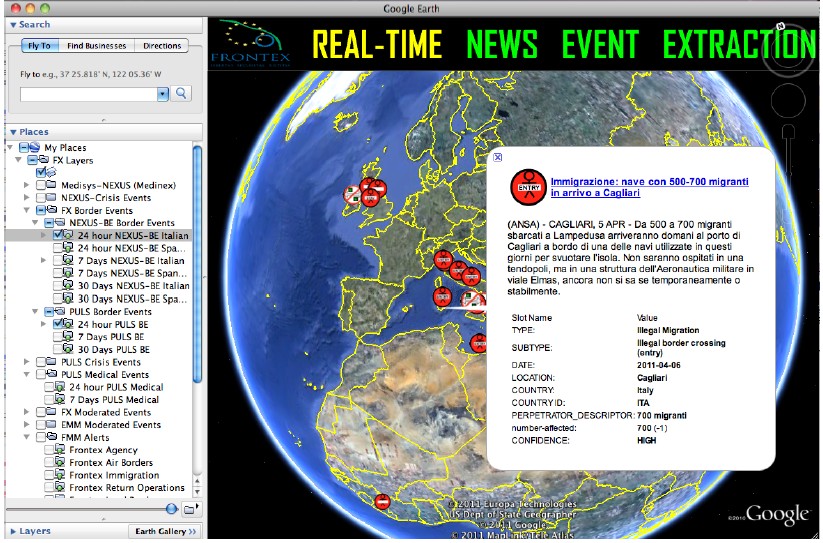 Google Earth
Search
Fly To
Find Businesses
Directions
Fly to e.g., 37 25.818' N, 122 05.36' W
Places
My Places
FX Layers
Medisys-NEXUS (Medinex)
NEXUS-Crisis Events
FX Border Events
NEXUS-BE Border Events
24 hour NEXUS-BE Italian
24 hour NEXUS-BE Spa...
7 Days NEXUS-BE Italian
7 Days NEXUS-BE Span...
30 Days NEXUS-BE Italian
30 Days NEXUS-BE Spa...
PULS Border Events
24 hour PULS BE
7 Days PULS BE
30 Days PULS BE
PULS Crisis Events
PULS Medical Events
24 hour PULS Medical
7 Days PULS Medical
FX Moderated Events
EMM Moderated Events
FMM Alerts
Frontex Agency
Frontex Air Borders
Frontex Immigration
Frontex Return Operations
Layers
Earth Gallery >>
FRONTEX
REAL-TIME NEWS EVENT EXTRACTION
N
ENTRY
Immigrazione: nave con 500-700 migranti
in arrivo a Cagliari
(ANSA) - CAGLIARI, 5 APR - Da 500 a 700 migranti
sbarcati a Lampedusa arriveranno domani al porto di
Cagliari a bordo di una delle navi utilizzate in questi
giorni per svuotare l'isola. Non saranno ospitati in una
tendopoli, ma in una struttura dell'Aeronautica militare in
viale Elmas, ancora non si sa se temporaneamente o
stabilmente.
Slot Name Value
TYPE: Illegal Migration
SUBTYPE: Illegal border crossing
(entry)
DATE: 2011-04-06
LOCATION: Cagliari
COUNTRY: Italy
COUNTRYID: ITA
PERPETRATOR_DESCRIPTOR: 700 migranti
number-affected: 700 (-1)
CONFIDENCE: HIGH
© 2011 Europa Technologies
US Dept of State Geographer
© 2011 Google
© 2011 MapLink/Tele Atlas
©2010 Google